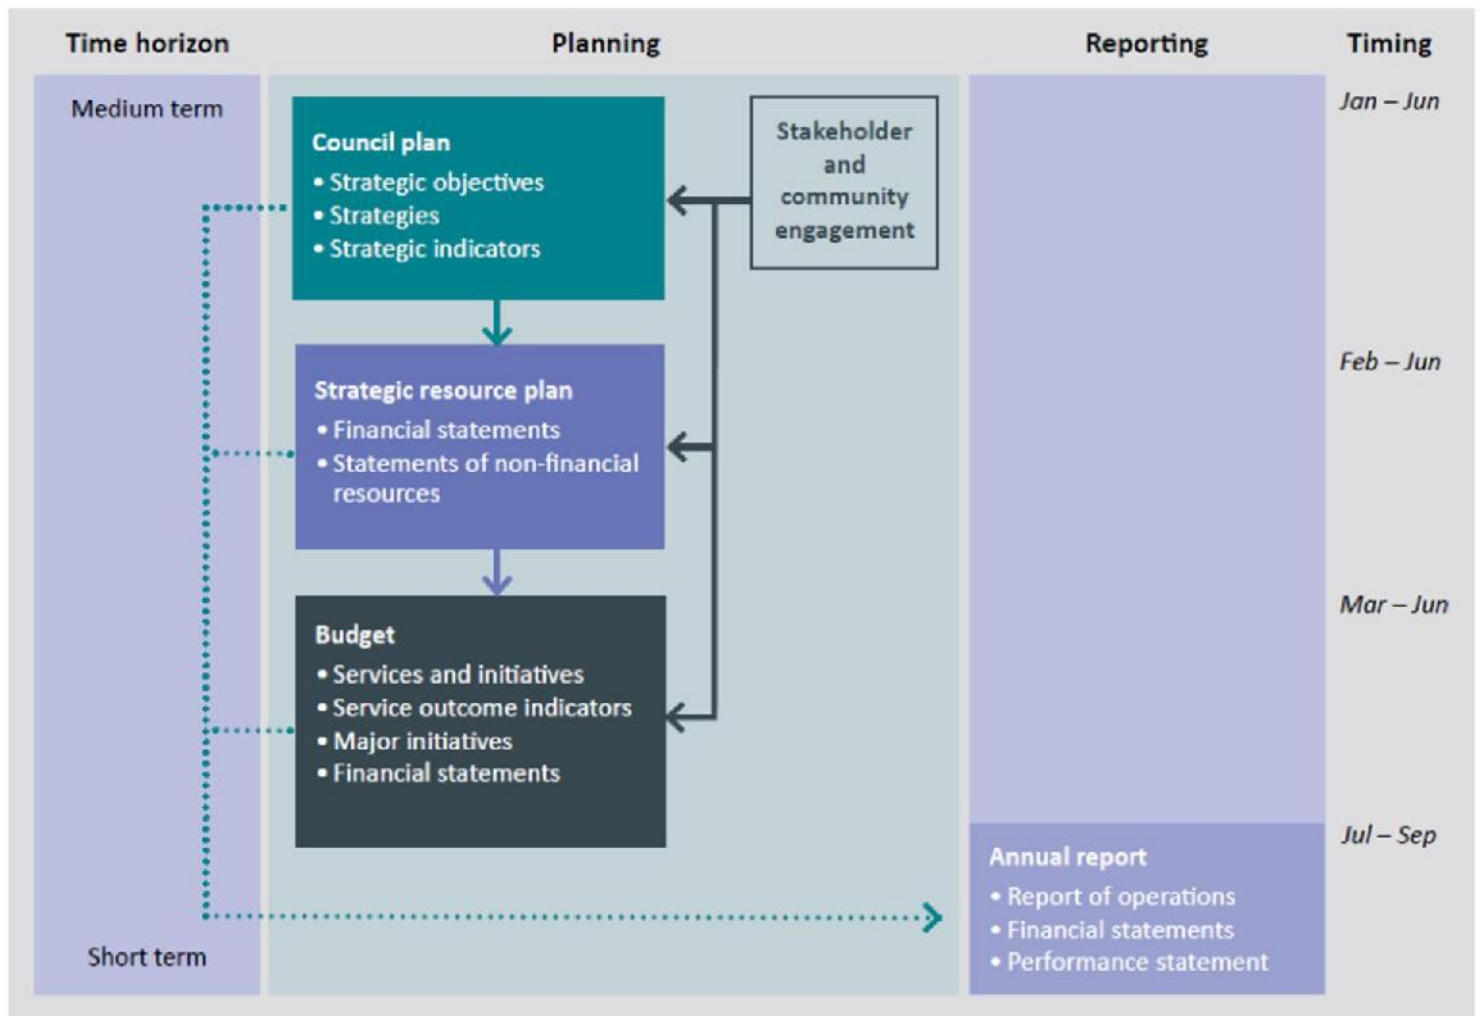 Time horizon
Planning
Reporting
Timing
Medium term
Council plan
• Strategic objectives
• Strategies
• Strategic indicators
Stakeholder
and
community
engagement
Jan – Jun
Strategic resource plan
• Financial statements
• Statements of non-financial
resources
Feb – Jun
Budget
• Services and initiatives
• Service outcome indicators
• Major initiatives
• Financial statements
Mar – Jun
Jul – Sep
Annual report
• Report of operations
• Financial statements
• Performance statement
Short term